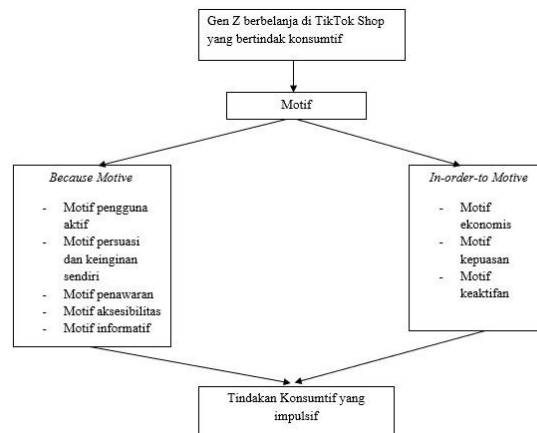 Gen Z berbelanja di TikTok Shop
yang bertindak konsumtif
Motif
Because Motive
- Motif pengguna
aktif
- Motif persuasi
dan keinginan
sendiri
- Motif penawaran
- Motif aksesibilitas
- Motif informatif
In-order-to Motive
- Motif
ekonomis
- Motif
kepuasan
- Motif
keaktifan
Tindakan Konsumtif yang
impulsif